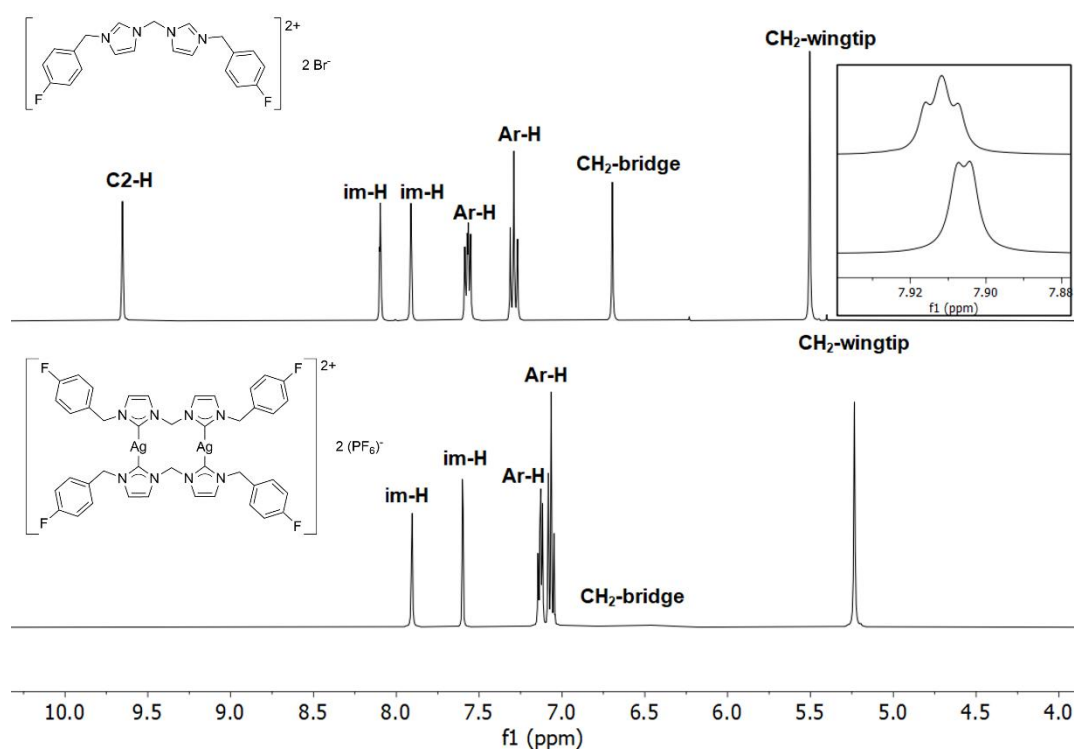 2+
N N N N
2 Br⁻
F F
CH₂-wingtip
C2-H
im-H
im-H
Ar-H
Ar-H
CH₂-bridge
7.92 7.90 7.88
f1 (ppm)
2+
F F
N N N N
Ag Ag
2 (PF₆)⁻
N N N N
F F
im-H
im-H
Ar-H
Ar-H
CH₂-bridge
CH₂-wingtip
10.0 9.5 9.0 8.5 8.0 7.5 7.0 6.5 6.0 5.5 5.0 4.5 4.0
f1 (ppm)